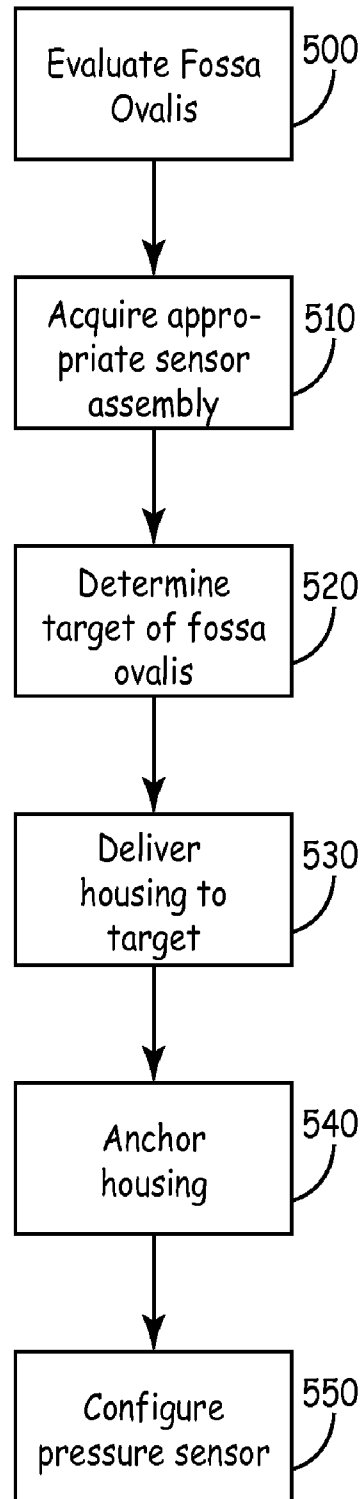 Evaluate Fossa
Ovalis
500
Acquire appro-
priate sensor
assembly
510
Determine
target of fossa
ovalis
520
Deliver
housing to
target
530
Anchor
housing
540
Configure
pressure sensor
550